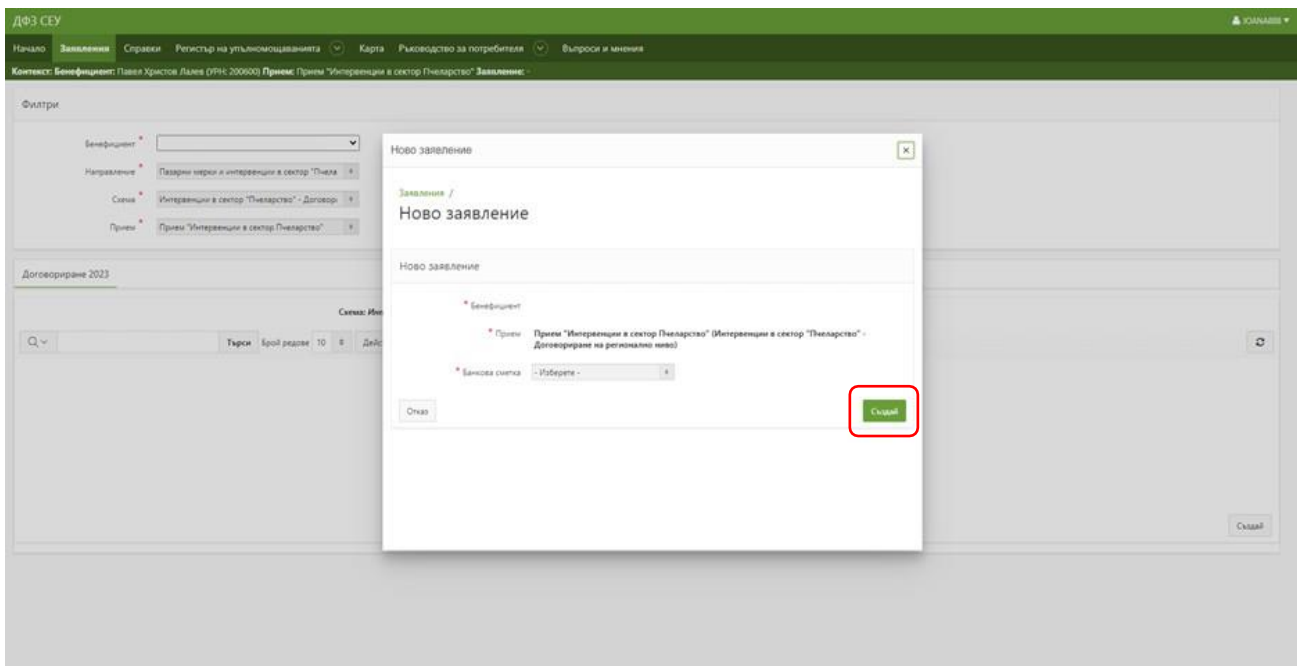 ДФЗ СЕУ
Начало Заявления Справки Регистър на упълномощаванията Карта Ръководство за потребителя Въпроси и мнения
Контекст: Бенефициент: Павел Христов Лалев (УРН: 200600) Прием: Прием "Интервенции в сектор Пчеларство" Заявление: -
Филтри
Бенефициент *
Направление * Пазарни мерки и интервенции в сектор "Пчела
Схема * Интервенции в сектор "Пчеларство" - Договори
Прием * Прием "Интервенции в сектор Пчеларство"
Договориране 2023
Схема: Инте
Търси Брой редове 10 Дейс
Създай
Ново заявление
Заявления /
Ново заявление
Ново заявление
* Бенефициент
* Прием Прием "Интервенции в сектор Пчеларство" (Интервенции в сектор "Пчеларство" -
Договориране на регионално ниво)
* Банкова сметка - Изберете -
Отказ Създай